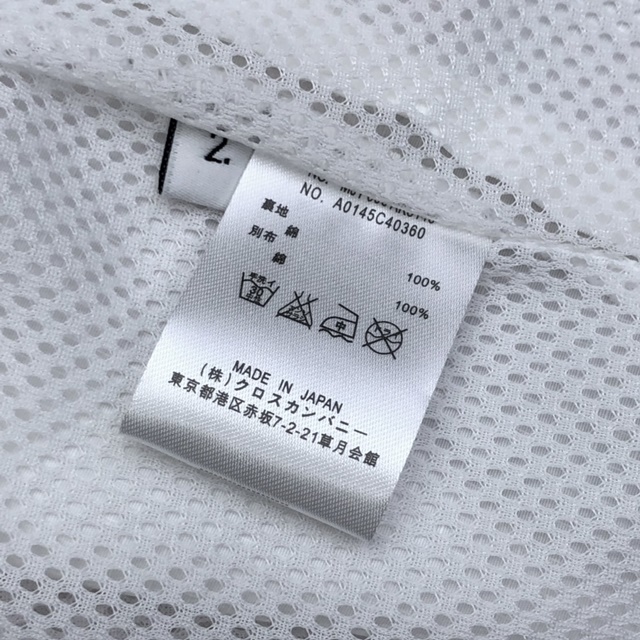 2.
NO. A0145C40360
裏地
綿 100%
別布
綿 100%
MADE IN JAPAN
(株)クロスカンパニー
東京都港区赤坂7-2-21草月会館